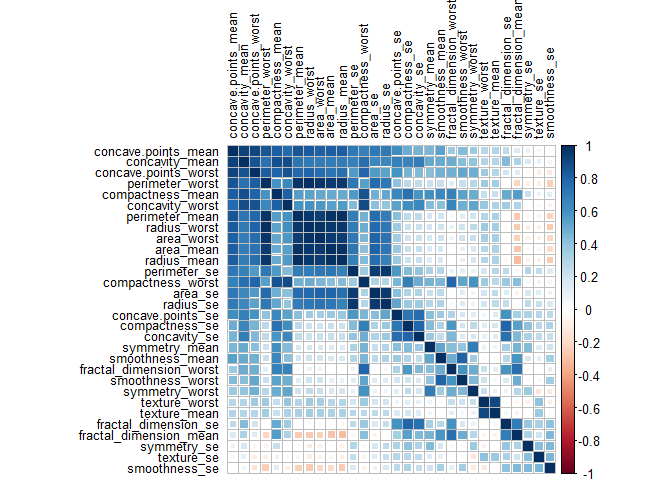 concave.points_mean
concavity_mean
concave.points_worst
perimeter_worst
compactness_mean
concavity_worst
perimeter_mean
radius_worst
area_worst
area_mean
radius_mean
perimeter_se
compactness_worst
area_se
radius_se
concave.points_se
compactness_se
concavity_se
symmetry_mean
smoothness_mean
fractal_dimension_worst
smoothness_worst
symmetry_worst
texture_worst
texture_mean
fractal_dimension_se
fractal_dimension_mean
symmetry_se
texture_se
smoothness_se
concave.points_mean
concavity_mean
concave.points_worst
perimeter_worst
compactness_mean
concavity_worst
perimeter_mean
radius_worst
area_worst
area_mean
radius_mean
perimeter_se
compactness_worst
area_se
radius_se
concave.points_se
compactness_se
concavity_se
symmetry_mean
smoothness_mean
fractal_dimension_worst
smoothness_worst
symmetry_worst
texture_worst
texture_mean
fractal_dimension_se
fractal_dimension_mean
symmetry_se
texture_se
smoothness_se
1
0.8
0.6
0.4
0.2
0
-0.2
-0.4
-0.6
-0.8
-1